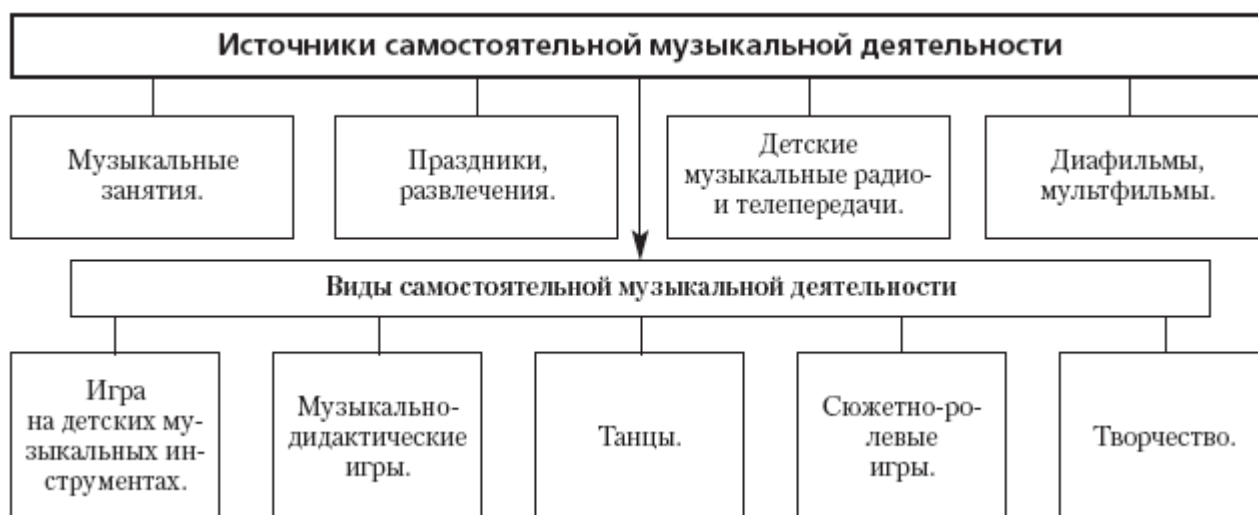 Источники самостоятельной музыкальной деятельности
Музыкальные
занятия.
Праздники,
развлечения.
Детские
музыкальные радио-
и телепередачи.
Диафильмы,
мультфильмы.
Виды самостоятельной музыкальной деятельности
Игра
на детских му-
зыкальных ин-
струментах.
Музыкально-
дидактические
игры.
Танцы.
Сюжетно-ро-
левые
игры.
Творчество.